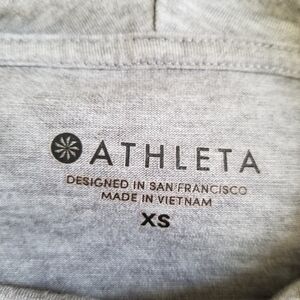 ATHLETA
DESIGNED IN SAN FRANCISCO
MADE IN VIETNAM
XS